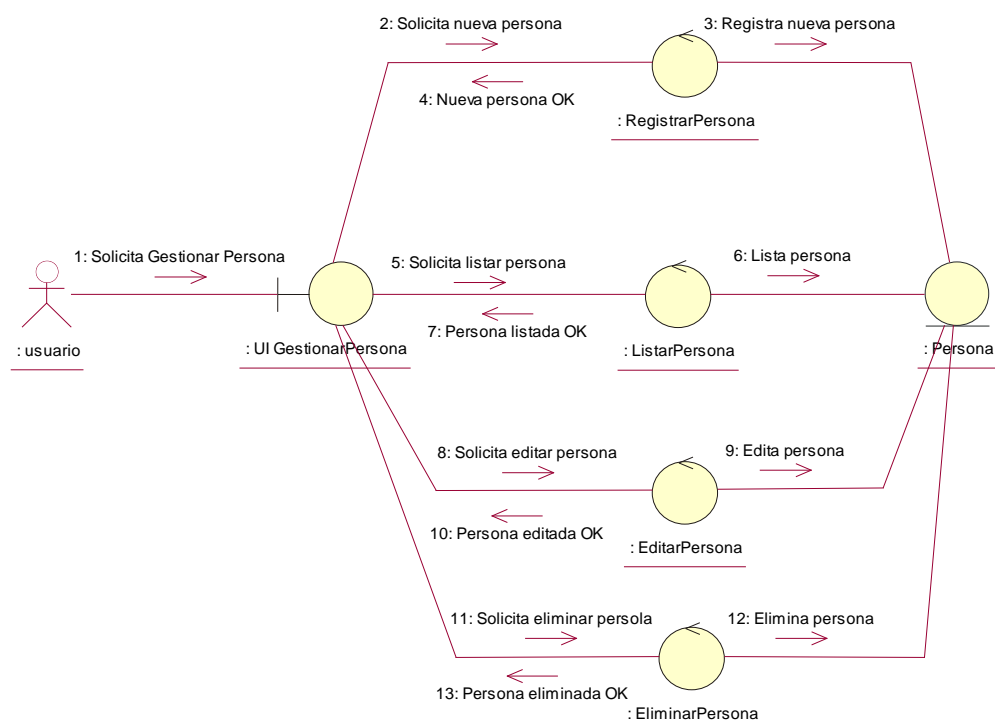 2: Solicita nueva persona
3: Registra nueva persona
4: Nueva persona OK
: RegistrarPersona
1: Solicita Gestionar Persona
5: Solicita listar persona
6: Lista persona
7: Persona listada OK
: usuario
: UI GestionarPersona
: ListarPersona
: Persona
8: Solicita editar persona
9: Edita persona
10: Persona editada OK
: EditarPersona
11: Solicita eliminar persola
12: Elimina persona
13: Persona eliminada OK
: EliminarPersona